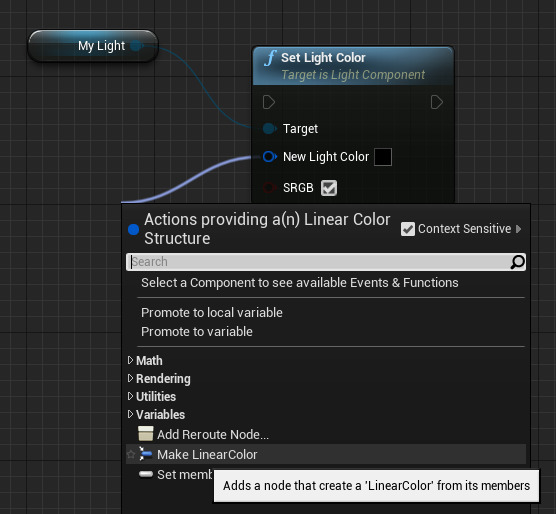 My Light
Set Light Color
Target is Light Component
Target
New Light Color
SRGB
Actions providing a(n) Linear Color
Structure
Context Sensitive
Search
Select a Component to see available Events & Functions
Promote to local variable
Promote to variable
Math
Rendering
Utilities
Variables
Add Reroute Node...
Make LinearColor
Set memb
Adds a node that create a 'LinearColor' from its members